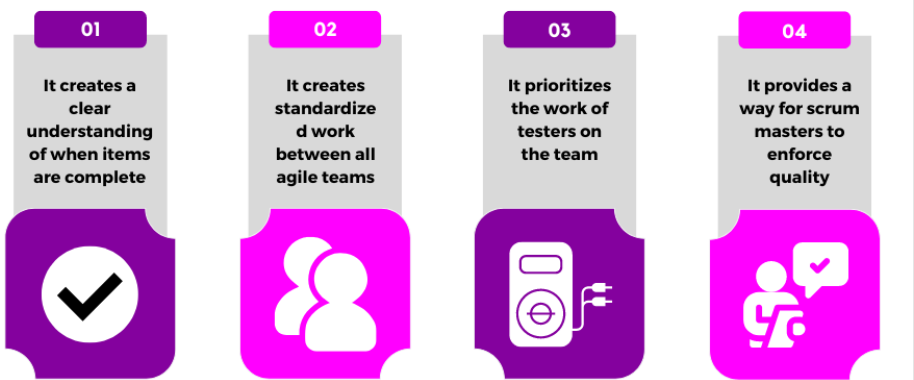 01
It creates a
clear
understanding
of when items
are complete
02
It creates
standardize
d work
between all
agile teams
03
It prioritizes
the work of
testers on
the team
04
It provides a
way for scrum
masters to
enforce
quality